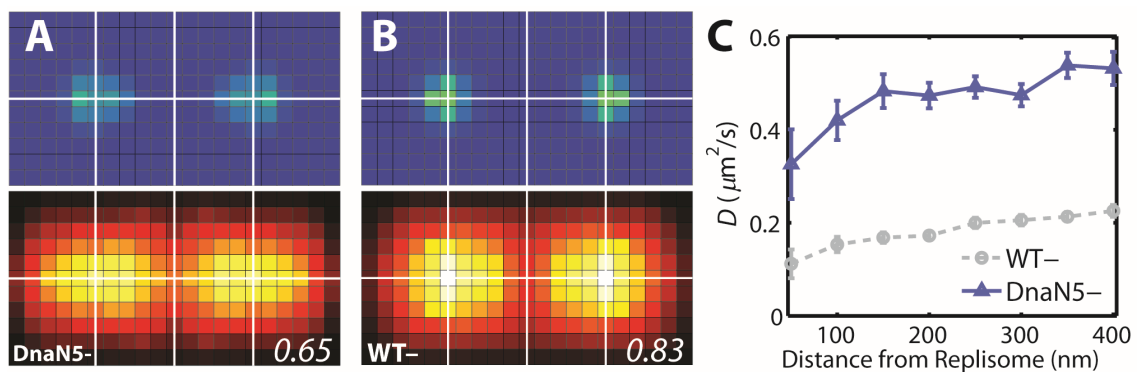 A
B
C
DnaN5-
0.65
WT–
0.83
0.6
0.4
0.2
0
D (μm²/s)
WT–
DnaN5–
100
200
300
400
Distance from Replisome (nm)